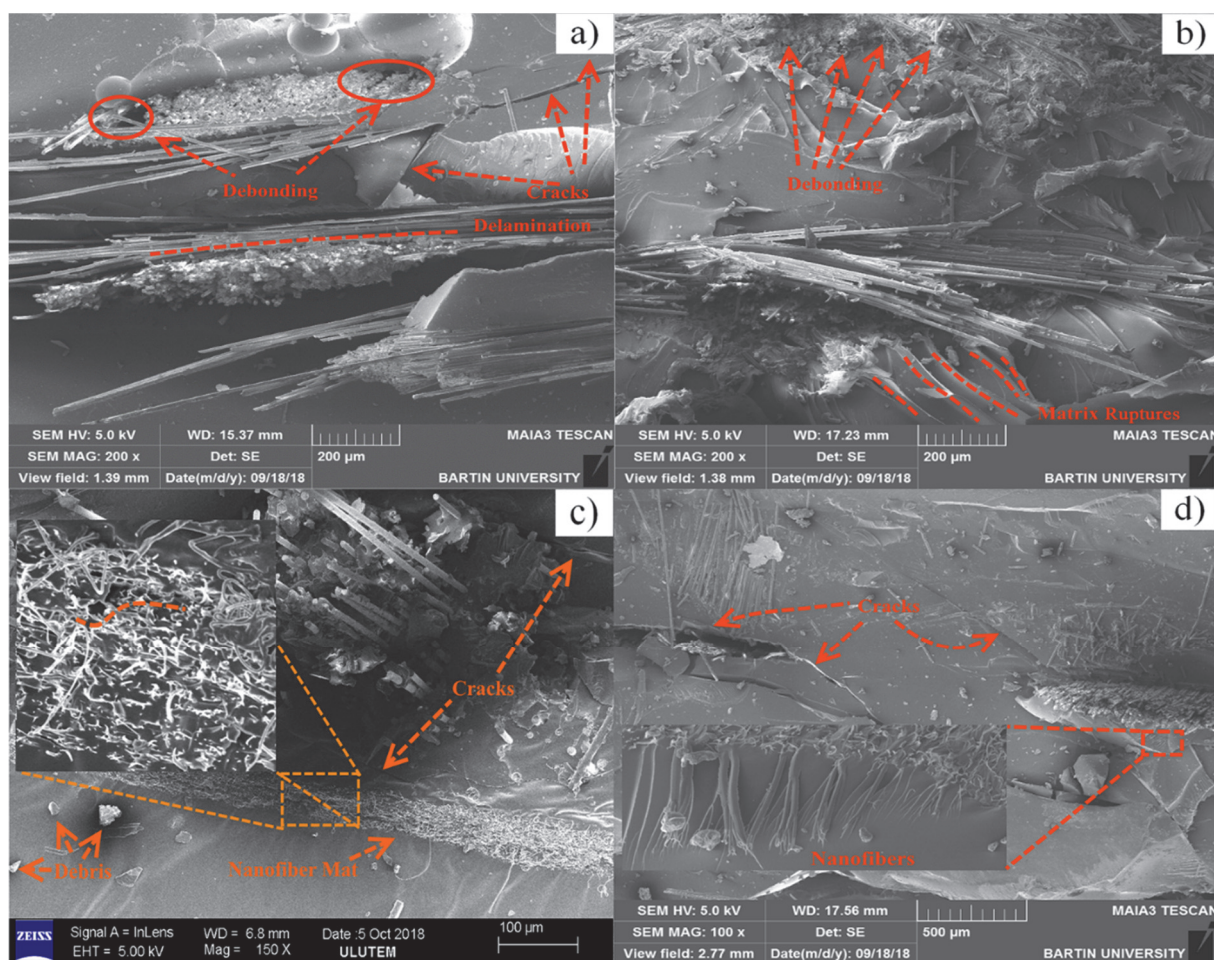 a)
Debonding
Cracks
Delamination
SEM HV: 5.0 kV
WD: 15.37 mm
MAIA3 TESCAN
SEM MAG: 200 x
Det: SE
200 µm
View field: 1.39 mm
Date(m/d/y): 09/18/18
BARTIN UNIVERSITY
b)
Debonding
Matrix Ruptures
SEM HV: 5.0 kV
WD: 17.23 mm
MAIA3 TESCAN
SEM MAG: 200 x
Det: SE
200 µm
View field: 1.38 mm
Date(m/d/y): 09/18/18
BARTIN UNIVERSITY
c)
Cracks
Debris
Nanofiber Mat
ZEISS
Signal A = InLens
WD = 6.8 mm
Date :5 Oct 2018
100 µm
EHT = 5.00 kV
Mag = 150 X
ULUTEM
d)
Cracks
Nanofibers
SEM HV: 5.0 kV
WD: 17.56 mm
MAIA3 TESCAN
SEM MAG: 100 x
Det: SE
500 µm
View field: 2.77 mm
Date(m/d/y): 09/18/18
BARTIN UNIVERSITY